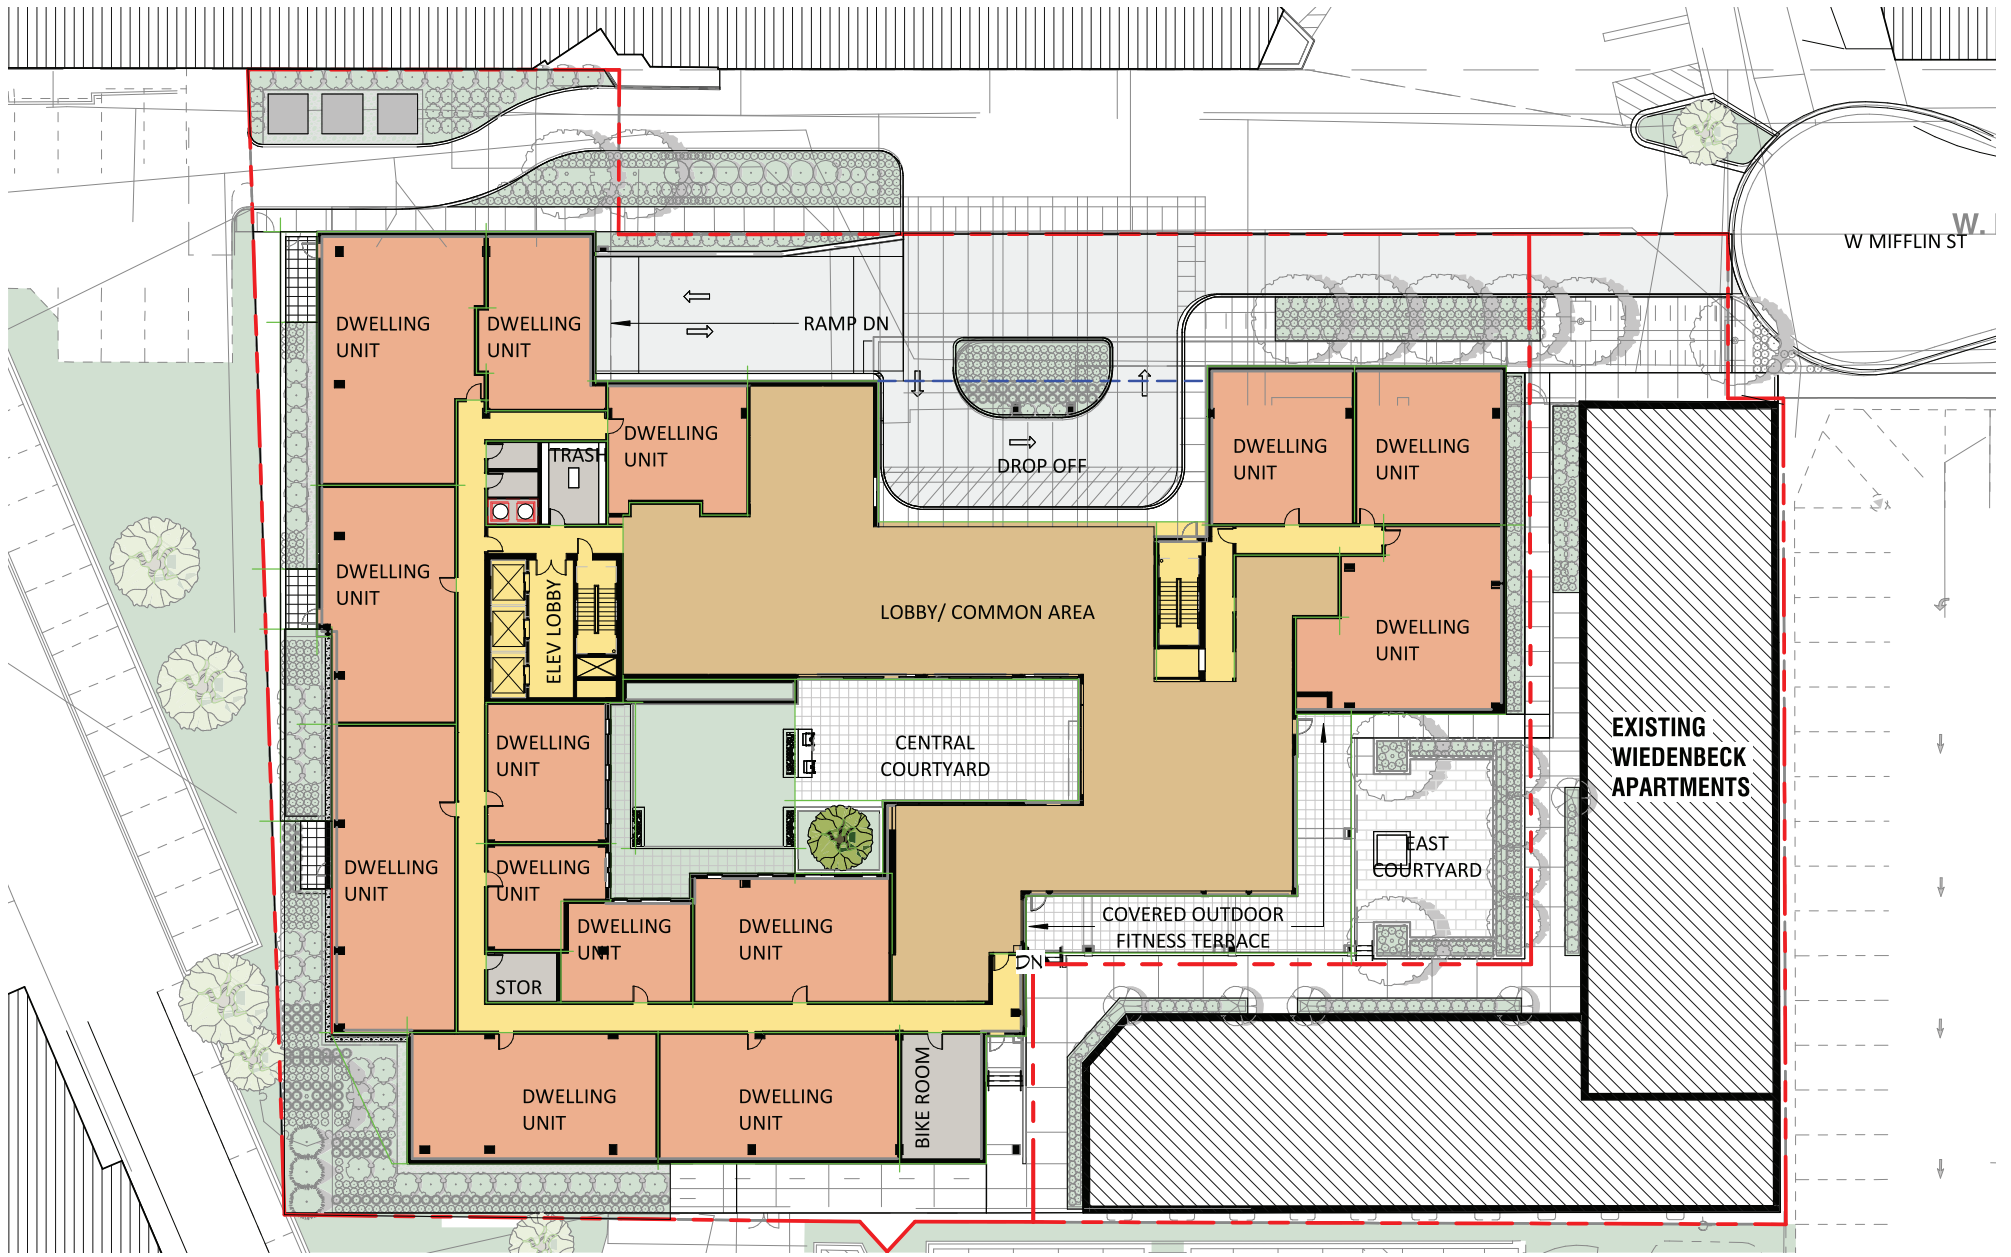 W.
W MIFFLIN ST
DWELLING
UNIT
DWELLING
UNIT
RAMP DN
DWELLING
UNIT
TRASH
DROP OFF
DWELLING
UNIT
DWELLING
UNIT
DWELLING
UNIT
ELEV LOBBY
LOBBY/ COMMON AREA
DWELLING
UNIT
DWELLING
UNIT
CENTRAL
COURTYARD
EXISTING
WIEDENBECK
APARTMENTS
DWELLING
UNIT
DWELLING
UNIT
EAST
COURTYARD
DWELLING
UNIT
DWELLING
UNIT
COVERED OUTDOOR
FITNESS TERRACE
DN
STOR
DWELLING
UNIT
DWELLING
UNIT
BIKE ROOM